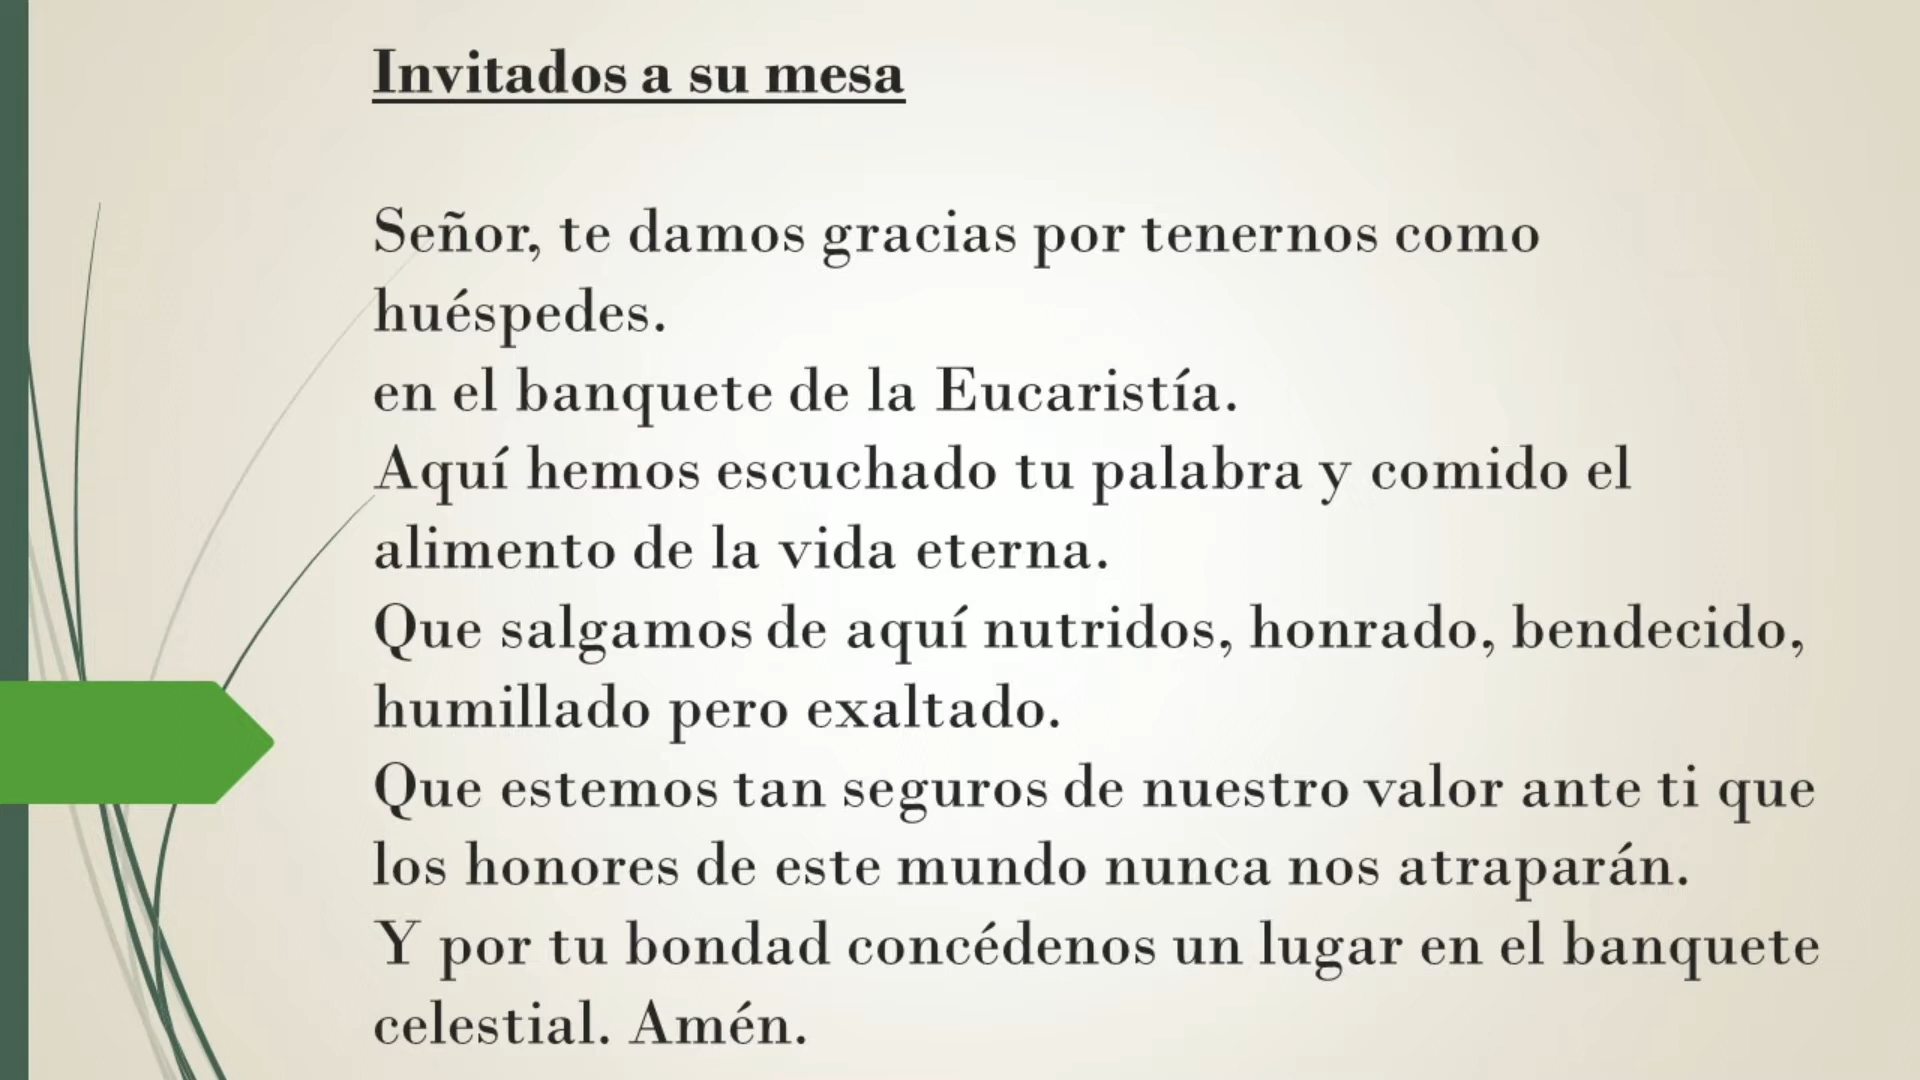 Invitados a su mesa
Señor, te damos gracias por tenernos como
huéspedes.
en el banquete de la Eucaristía.
Aquí hemos escuchado tu palabra y comido el
alimento de la vida eterna.
Que salgamos de aquí nutridos, honrado, bendecido,
humillado pero exaltado.
Que estemos tan seguros de nuestro valor ante ti que
los honores de este mundo nunca nos atraparán.
Y por tu bondad concédenos un lugar en el banquete
celestial. Amén.